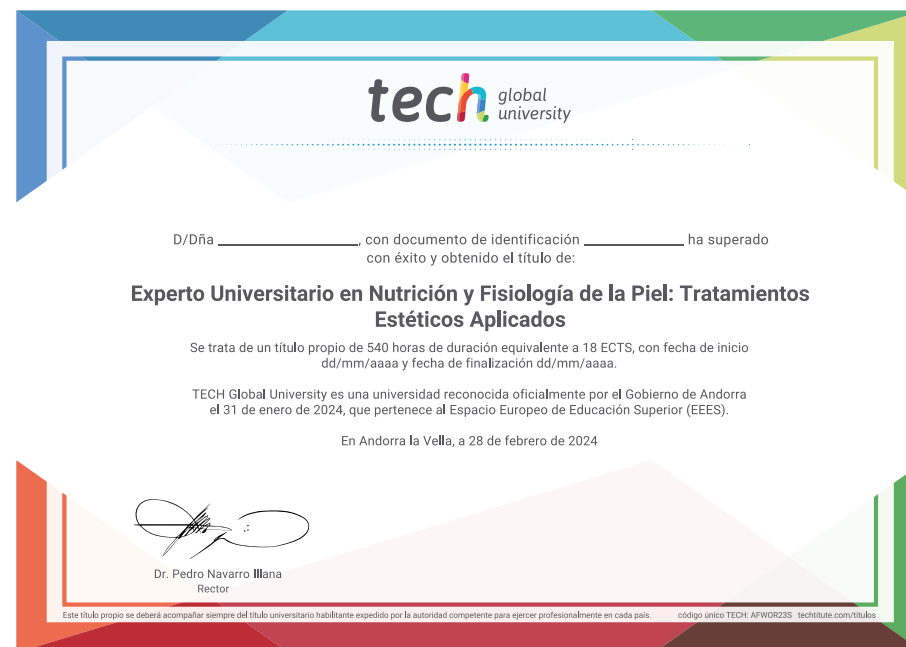 tech global university
D/Dña ____________________, con documento de identificación ______________ ha superado
con éxito y obtenido el título de:
Experto Universitario en Nutrición y Fisiología de la Piel: Tratamientos
Estéticos Aplicados
Se trata de un título propio de 540 horas de duración equivalente a 18 ECTS, con fecha de inicio
dd/mm/aaaa y fecha de finalización dd/mm/aaaa.
TECH Global University es una universidad reconocida oficialmente por el Gobierno de Andorra
el 31 de enero de 2024, que pertenece al Espacio Europeo de Educación Superior (EEES).
En Andorra la Vella, a 28 de febrero de 2024
Dr. Pedro Navarro Illana
Rector
Este título propio se deberá acompañar siempre del título universitario habilitante expedido por la autoridad competente para ejercer profesionalmente en cada país. código único TECH: AFWOR23S techtitute.com/titulos